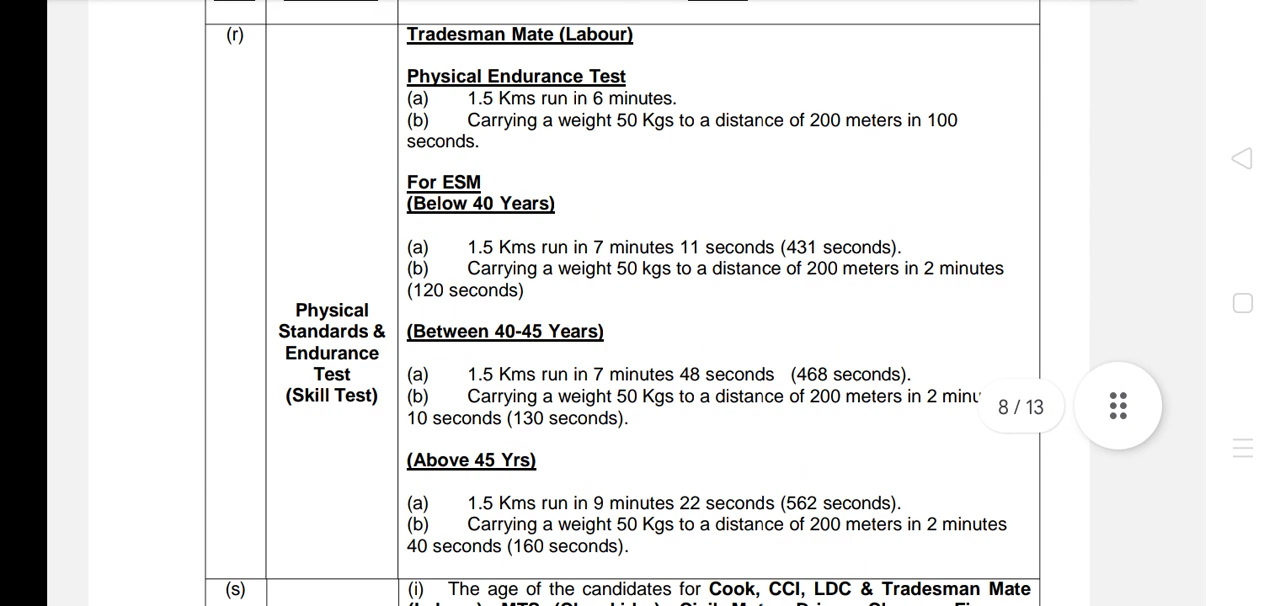 (r)
Tradesman Mate (Labour)
Physical Endurance Test
(a) 1.5 Kms run in 6 minutes.
(b) Carrying a weight 50 Kgs to a distance of 200 meters in 100
seconds.
For ESM
(Below 40 Years)
(a) 1.5 Kms run in 7 minutes 11 seconds (431 seconds).
(b) Carrying a weight 50 kgs to a distance of 200 meters in 2 minutes
(120 seconds)
Physical
Standards &
Endurance
Test
(Skill Test)
(Between 40-45 Years)
(a) 1.5 Kms run in 7 minutes 48 seconds (468 seconds).
(b) Carrying a weight 50 Kgs to a distance of 200 meters in 2
10 seconds (130 seconds).
8 / 13
(Above 45 Yrs)
(a) 1.5 Kms run in 9 minutes 22 seconds (562 seconds).
(b) Carrying a weight 50 Kgs to a distance of 200 meters in 2 minutes
40 seconds (160 seconds).
(s)
(i) The age of the candidates for Cook, CCI, LDC & Tradesman Mate